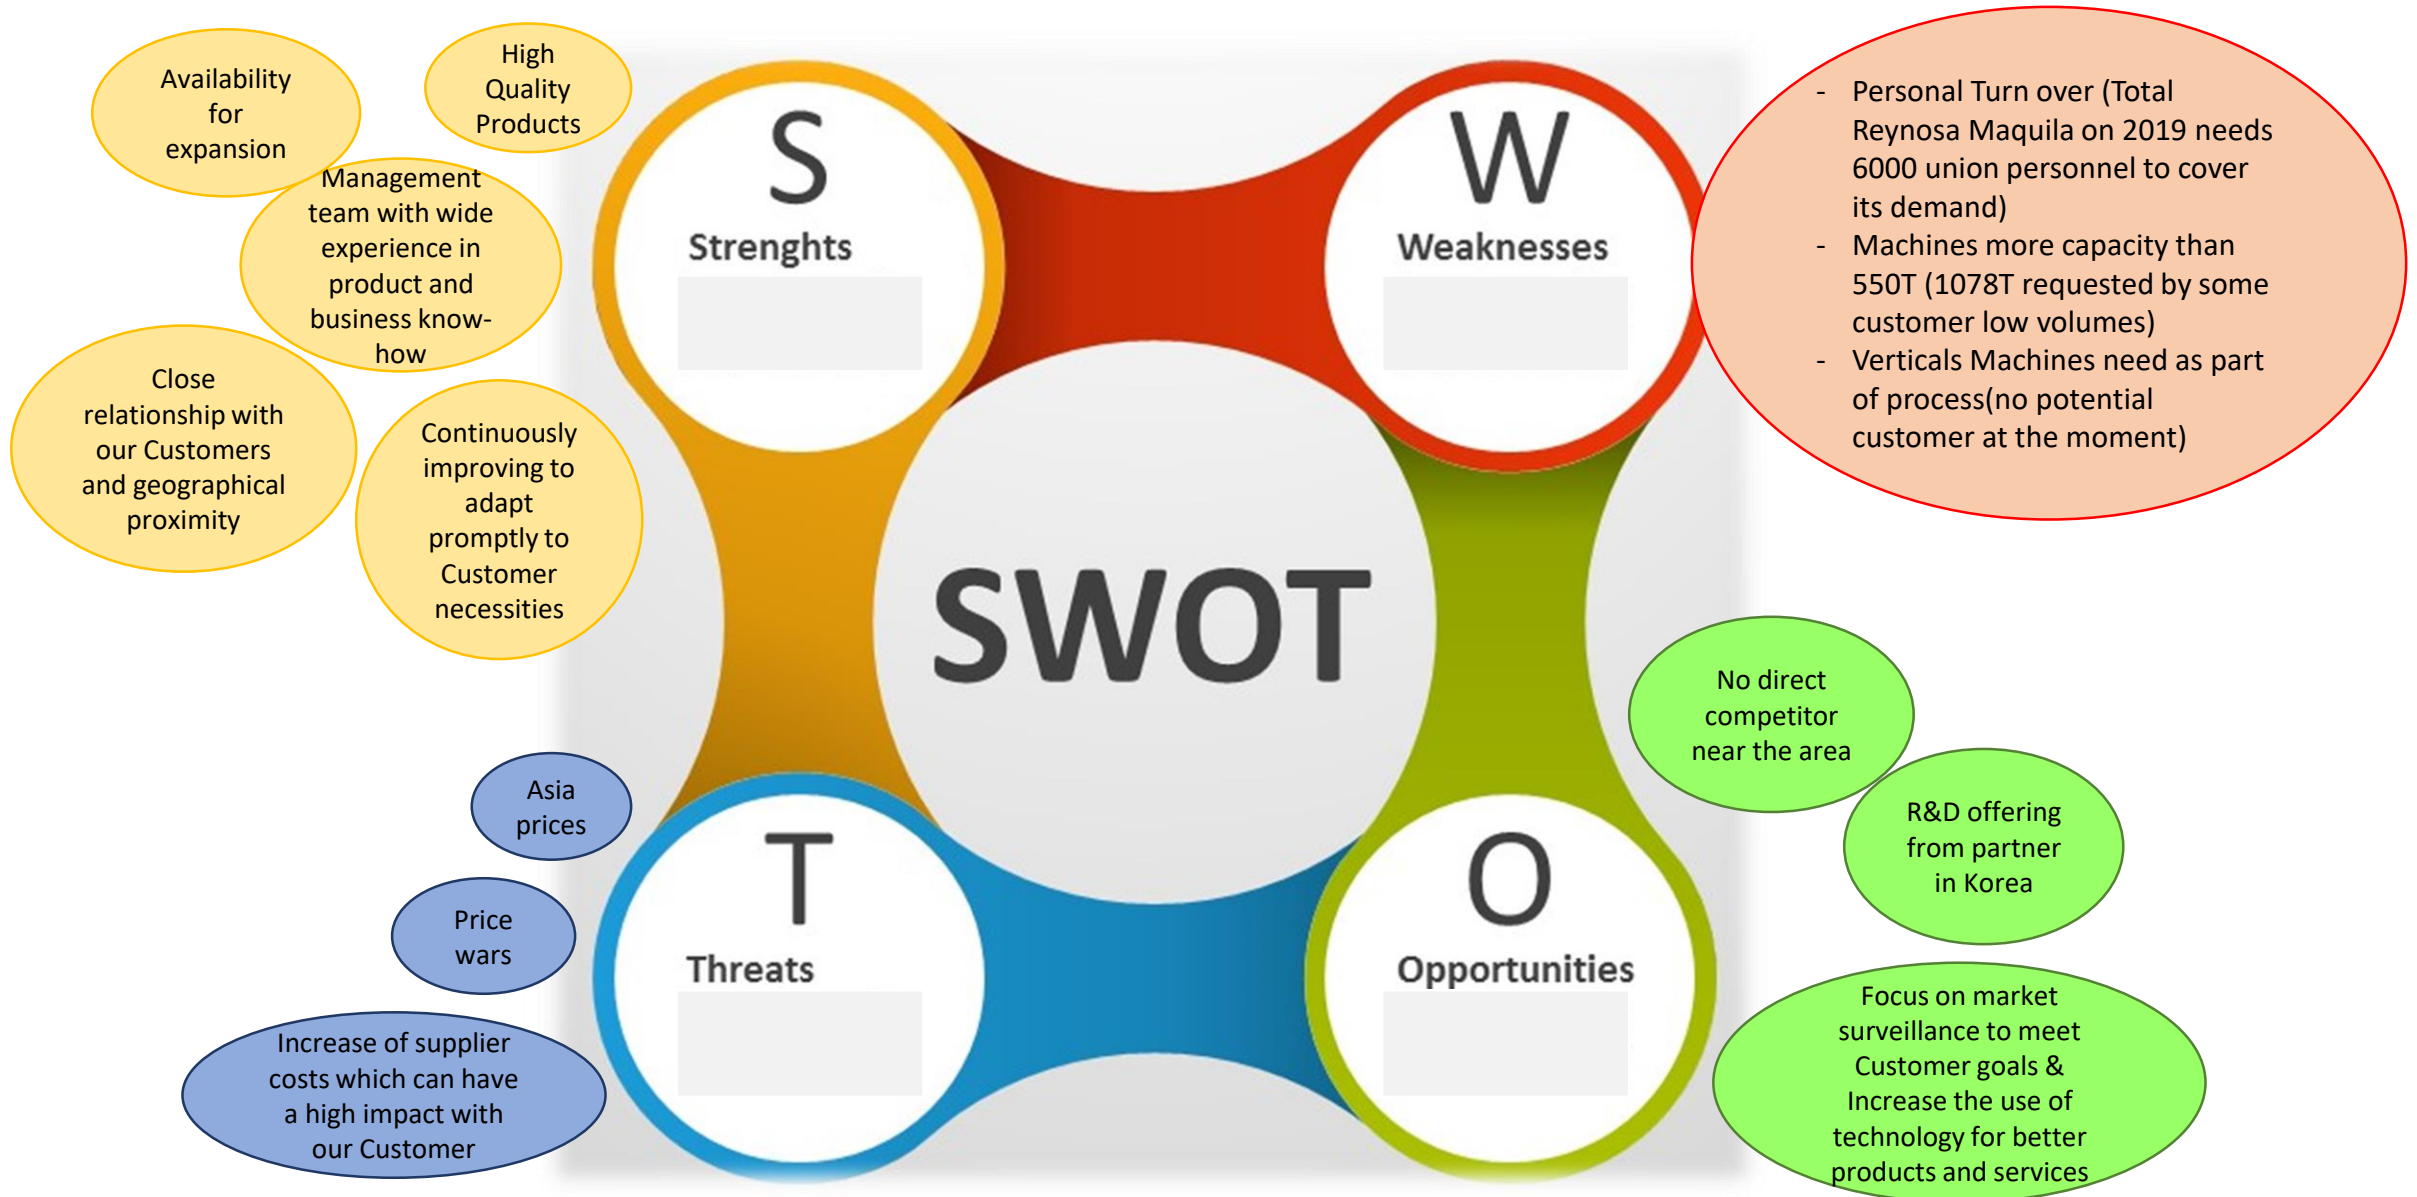 Availability
for
expansion
High
Quality
Products
Management
team with wide
experience in
product and
business know-
how
Close
relationship with
our Customers
and geographical
proximity
Continuously
improving to
adapt
promptly to
Customer
necessities
S
Strenghts
W
Weaknesses
- Personal Turn over (Total
Reynosa Maquila on 2019 needs
6000 union personnel to cover
its demand)
- Machines more capacity than
550T (1078T requested by some
customer low volumes)
- Verticals Machines need as part
of process(no potential
customer at the moment)
SWOT
Asia
prices
Price
wars
Increase of supplier
costs which can have
a high impact with
our Customer
T
Threats
O
Opportunities
No direct
competitor
near the area
R&D offering
from partner
in Korea
Focus on market
surveillance to meet
Customer goals &
Increase the use of
technology for better
products and services